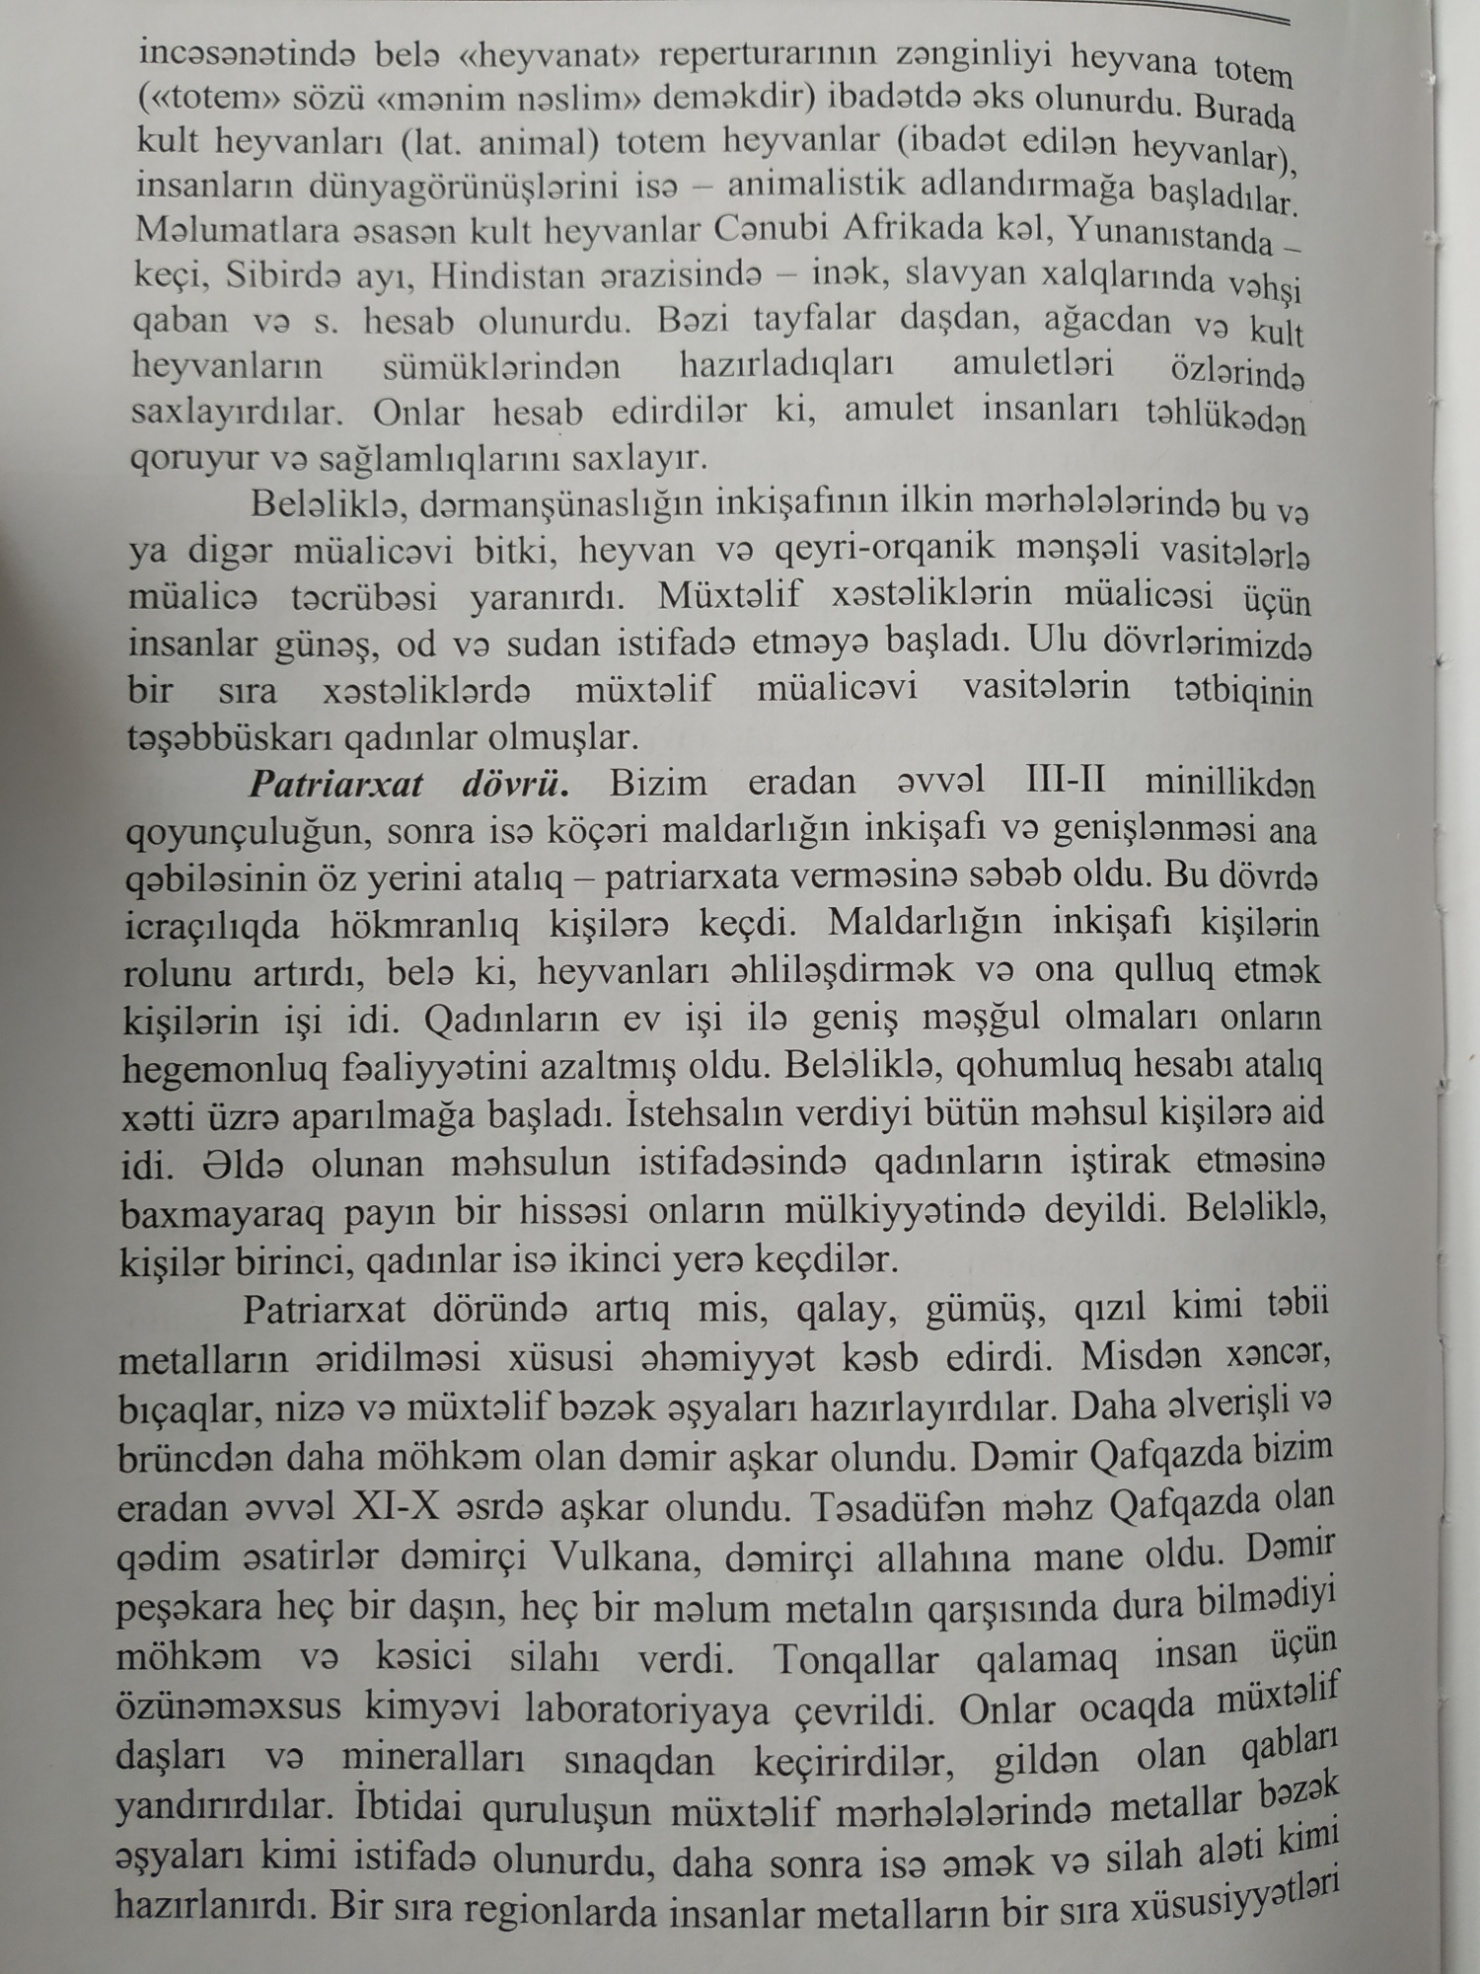 incəsənətində belə «heyvanat» reperturarının zənginliyi heyvana totem
(«totem» sözü «mənim nəslim» deməkdir) ibadətdə əks olunurdu. Burada
kult heyvanları (lat. animal) totem heyvanlar (ibadət edilən heyvanlar),
insanların dünyagörünüşlərini isə – animalistik adlandırmağa başladılar.
Məlumatlara əsasən kult heyvanlar Cənubi Afrikada kəl, Yunanıstanda –
keçi, Sibirdə ayı, Hindistan ərazisində – inək, slavyan xalqlarında vəhşi
qaban və s. hesab olunurdu. Bəzi tayfalar daşdan, ağacdan və kult
heyvanların sümüklərindən hazırladıqları amuletləri özlərində
saxlayırdılar. Onlar hesab edirdilər ki, amulet insanları təhlükədən
qoruyur və sağlamlıqlarını saxlayır.
Beləliklə, dərmanşünaslığın inkişafının ilkin mərhələlərində bu və
ya digər müalicəvi bitki, heyvan və qeyri-orqanik mənşəli vasitələrlə
müalicə təcrübəsi yaranırdı. Müxtəlif xəstəliklərin müalicəsi üçün
insanlar günəş, od və sudan istifadə etməyə başladı. Ulu dövrlərimizdə
bir sıra xəstəliklərdə müxtəlif müalicəvi vasitələrin tətbiqinin
təşəbbüskarı qadınlar olmuşlar.
Patriarxat dövrü. Bizim eradan əvvəl III-II minillikdən
qoyunçuluğun, sonra isə köçəri maldarlığın inkişafı və genişlənməsi ana
qəbiləsinin öz yerini atalıq – patriarxata verməsinə səbəb oldu. Bu dövrdə
icraçılıqda hökmranlıq kişilərə keçdi. Maldarlığın inkişafı kişilərin
rolunu artırdı, belə ki, heyvanları əhliləşdirmək və ona qulluq etmək
kişilərin işi idi. Qadınların ev işi ilə geniş məşğul olmaları onların
hegemonluq fəaliyyətini azaltmış oldu. Beləliklə, qohumluq hesabı atalıq
xətti üzrə aparılmağa başladı. İstehsalın verdiyi bütün məhsul kişilərə aid
idi. Əldə olunan məhsulun istifadəsində qadınların iştirak etməsinə
baxmayaraq payın bir hissəsi onların mülkiyyətində deyildi. Beləliklə,
kişilər birinci, qadınlar isə ikinci yerə keçdilər.
Patriarxat döründə artıq mis, qalay, gümüş, qızıl kimi təbii
metalların əridilməsi xüsusi əhəmiyyət kəsb edirdi. Misdən xəncər,
bıçaqlar, nizə və müxtəlif bəzək əşyaları hazırlayırdılar. Daha əlverişli və
brüncdən daha möhkəm olan dəmir aşkar olundu. Dəmir Qafqazda bizim
eradan əvvəl XI-X əsrdə aşkar olundu. Təsadüfən məhz Qafqazda olan
qədim əsatirlər dəmirçi Vulkana, dəmirçi allahına mane oldu. Dəmir
peşəkara heç bir daşın, heç bir məlum metalın qarşısında dura bilmədiyi
möhkəm və kəsici silahı verdi. Tonqallar qalamaq insan üçün
özünəməxsus kimyəvi laboratoriyaya çevrildi. Onlar ocaqda müxtəlif
daşları və mineralları sınaqdan keçirirdilər, gildən olan qabları
yandırırdılar. İbtidai quruluşun müxtəlif mərhələlərində metallar bəzək
əşyaları kimi istifadə olunurdu, daha sonra isə əmək və silah aləti kimi
hazırlanırdı. Bir sıra regionlarda insanlar metalların bir sıra xüsusiyyətləri